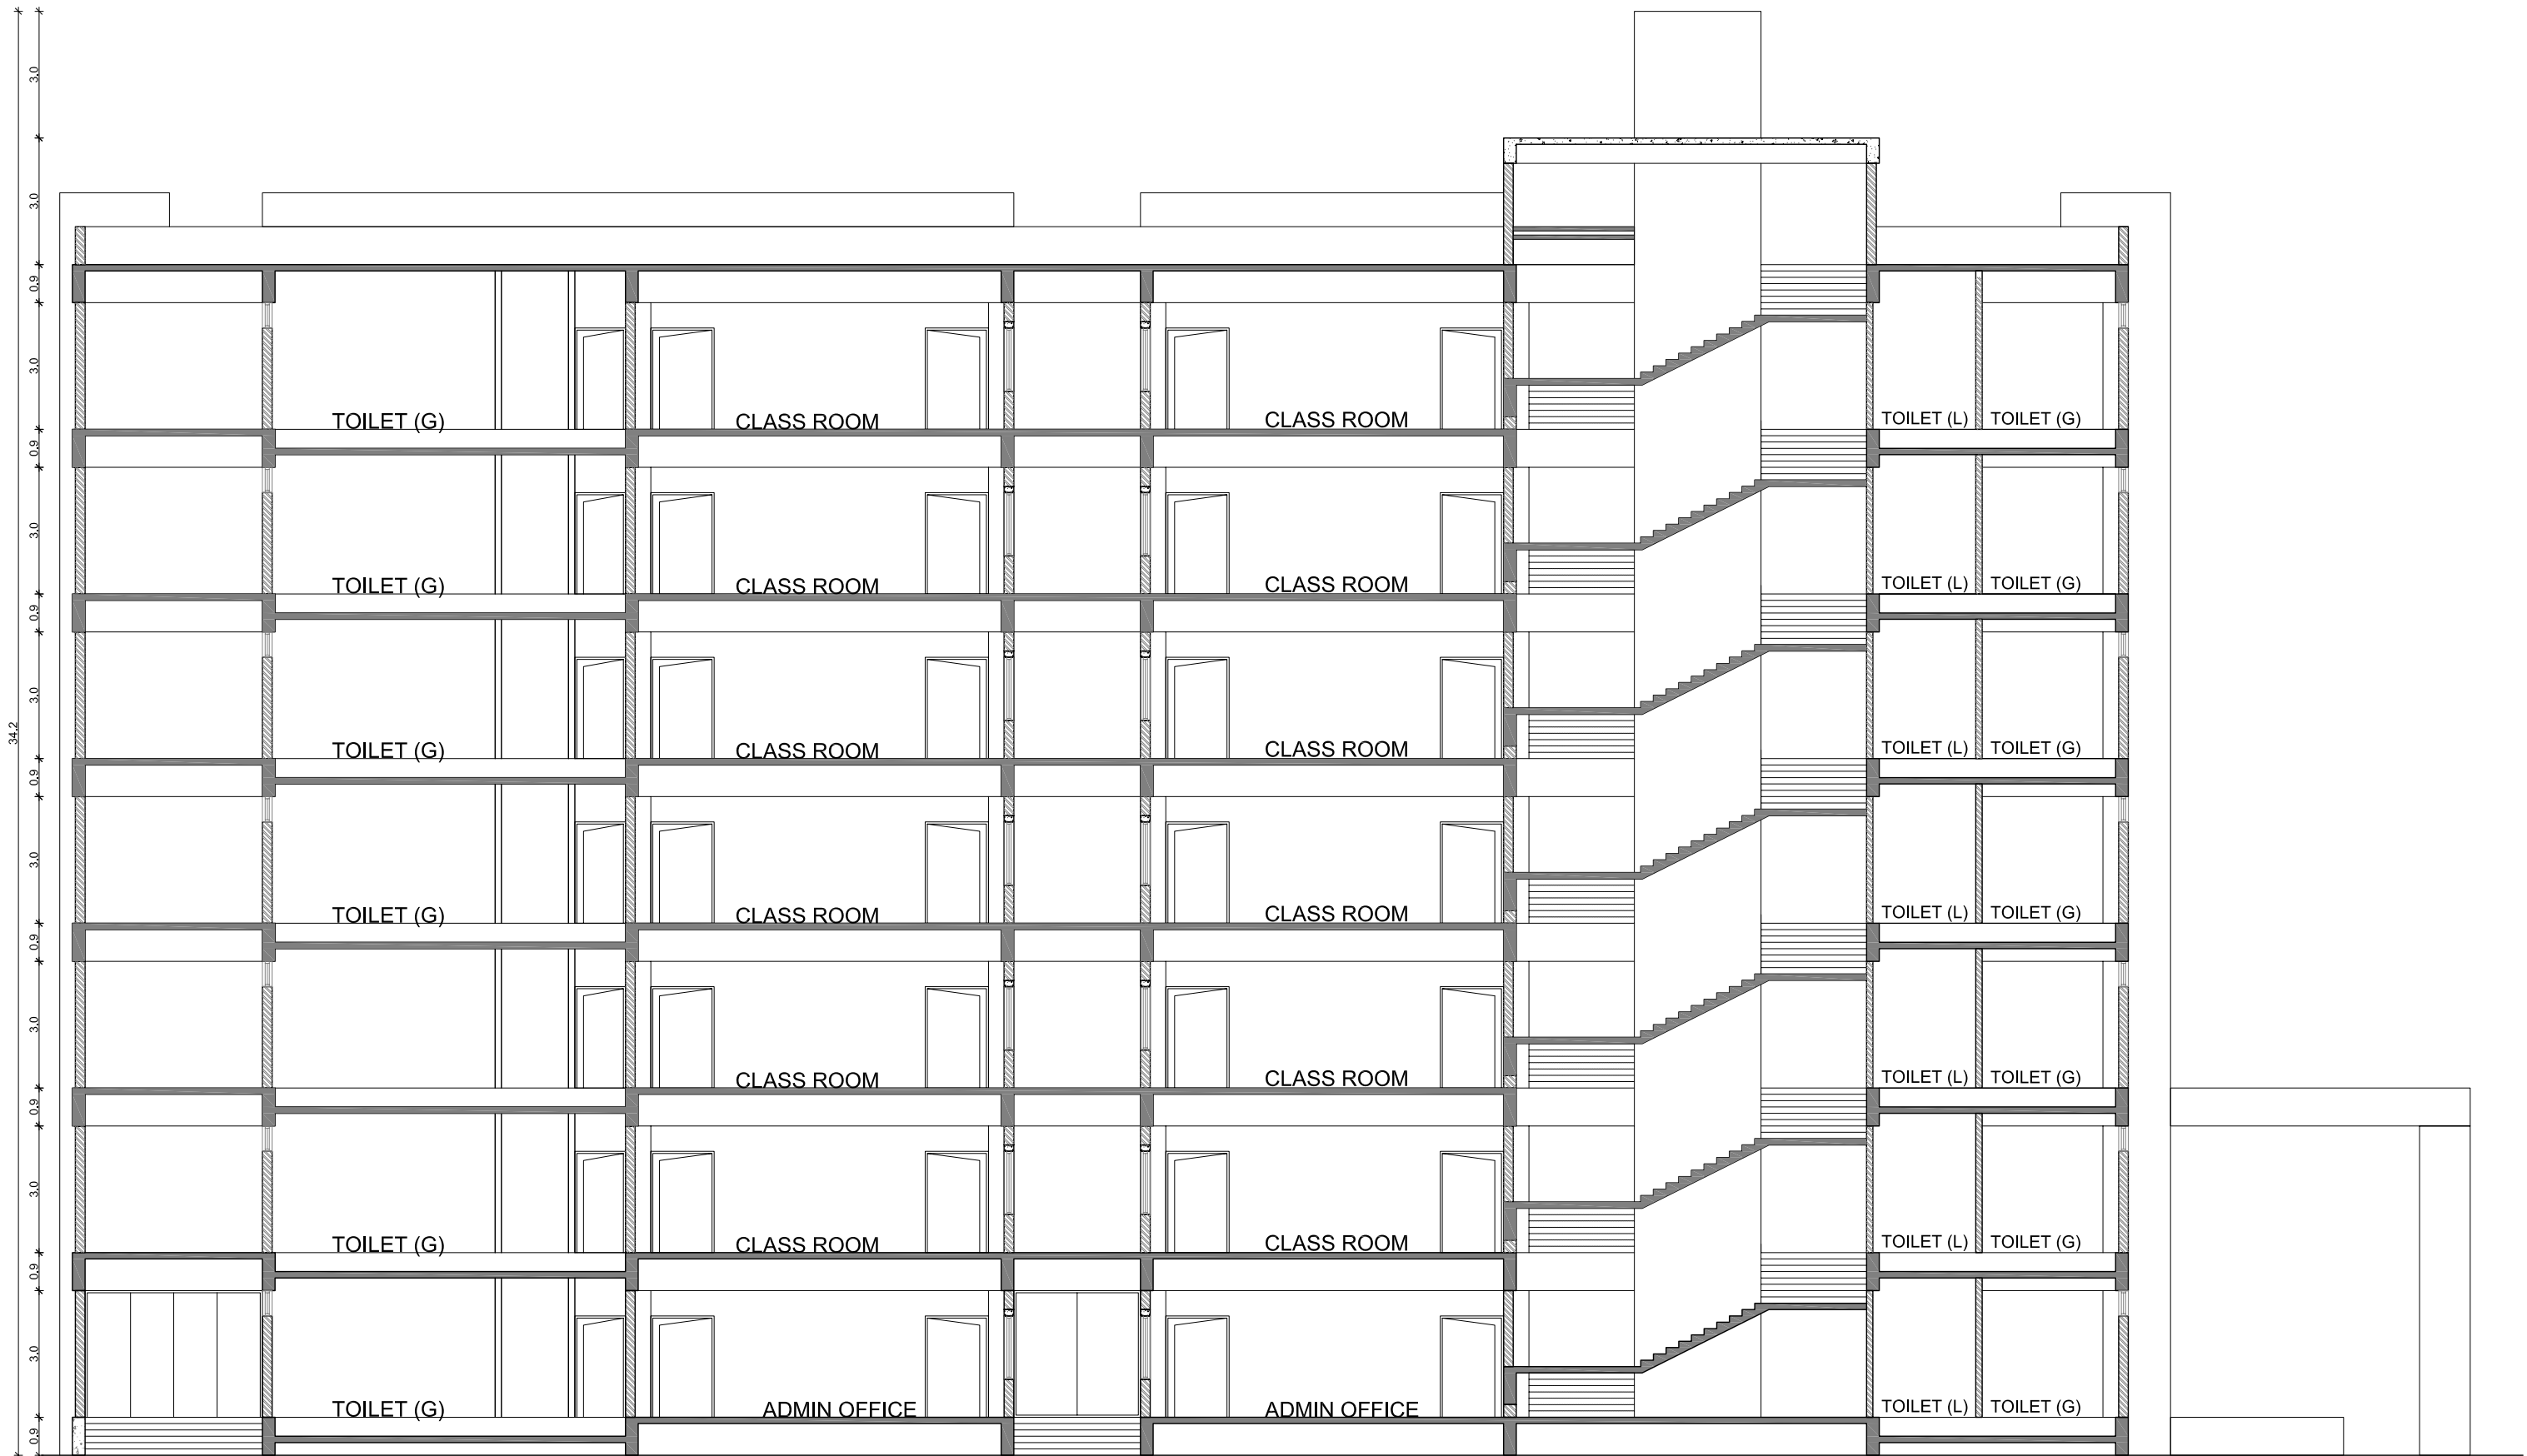 3.0
3.0
0.9
3.0
TOILET (G) CLASS ROOM CLASS ROOM TOILET (L) TOILET (G)
0.9
3.0
TOILET (G) CLASS ROOM CLASS ROOM TOILET (L) TOILET (G)
0.9
3.0
34.2
TOILET (G) CLASS ROOM CLASS ROOM TOILET (L) TOILET (G)
0.9
3.0
TOILET (G) CLASS ROOM CLASS ROOM TOILET (L) TOILET (G)
0.9
3.0
CLASS ROOM CLASS ROOM TOILET (L) TOILET (G)
0.9
3.0
TOILET (G) CLASS ROOM CLASS ROOM TOILET (L) TOILET (G)
0.9
3.0
TOILET (G) ADMIN OFFICE ADMIN OFFICE TOILET (L) TOILET (G)
0.9